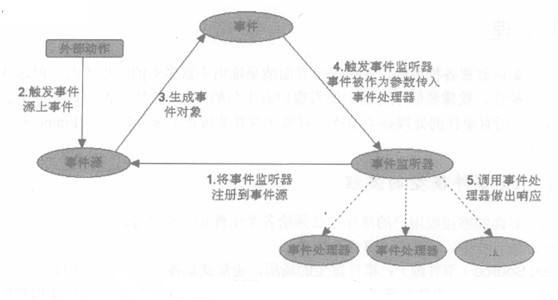 事件
外部动作
2.触发事件
源上事件
3.生成事
件对象
4.触发事件监听器
事件被作为参数传入
事件处理器
事件源
事件监听器
1.将事件监听器
注册到事件源
5.调用事件处
理器做出响应
事件处理器
事件处理器